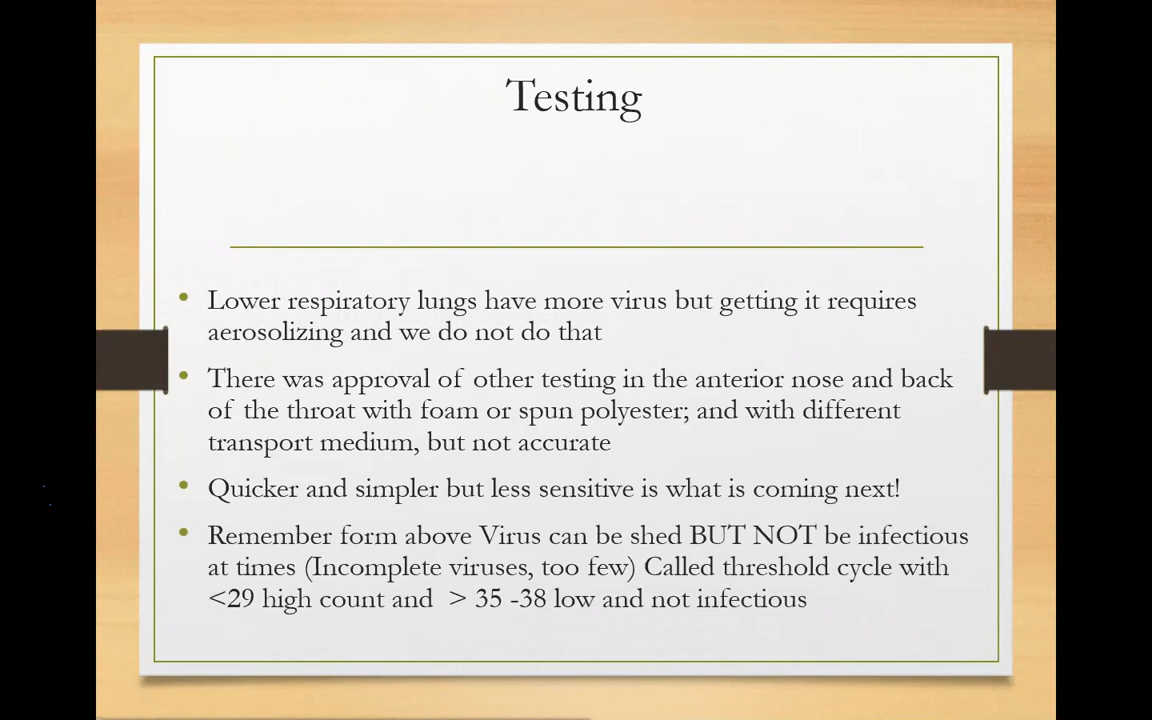 Testing
• Lower respiratory lungs have more virus but getting it requires
aerosolizing and we do not do that
• There was approval of other testing in the anterior nose and back
of the throat with foam or spun polyester; and with different
transport medium, but not accurate
• Quicker and simpler but less sensitive is what is coming next!
• Remember form above Virus can be shed BUT NOT be infectious
at times (Incomplete viruses, too few) Called threshold cycle with
<29 high count and  > 35 -38 low and not infectious